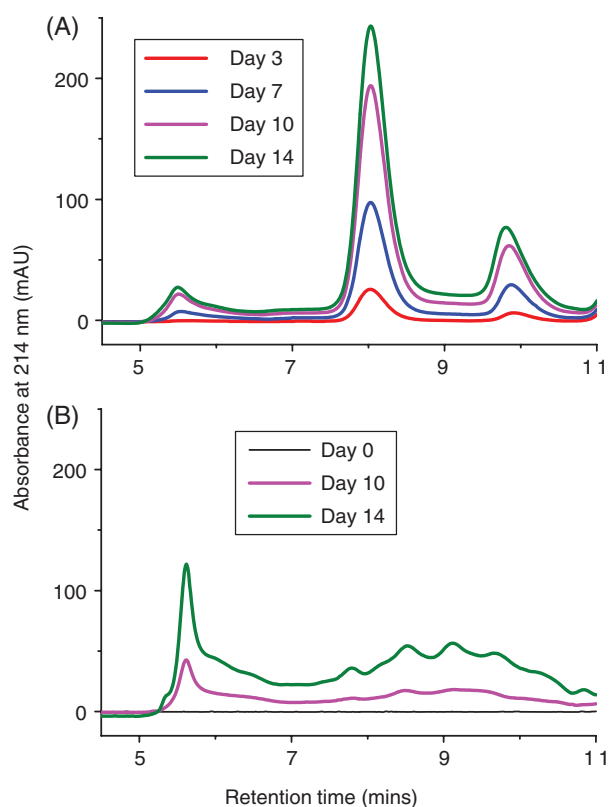 (A)
Day 3
Day 7
Day 10
Day 14
200
100
0
5 7 9 11
(B)
Day 0
Day 10
Day 14
200
100
0
5 7 9 11
Absorbance at 214 nm (mAU)
Retention time (mins)